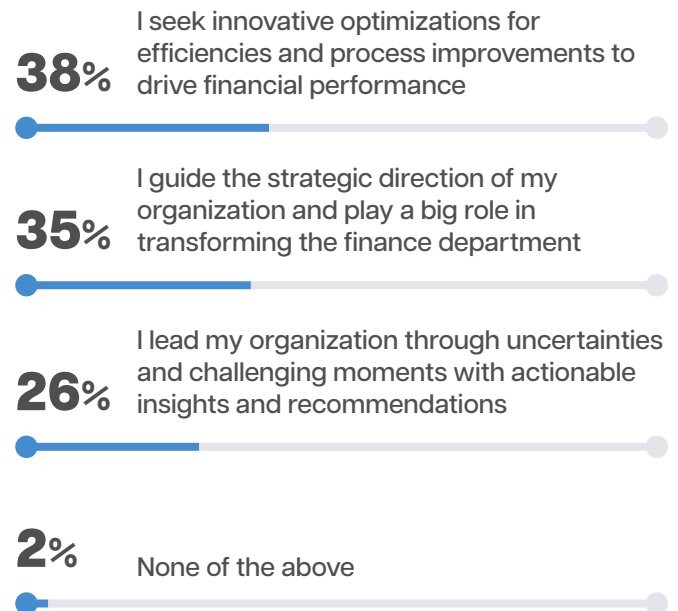 38%
I seek innovative optimizations for
efficiencies and process improvements to
drive financial performance
35%
I guide the strategic direction of my
organization and play a big role in
transforming the finance department
26%
I lead my organization through uncertainties
and challenging moments with actionable
insights and recommendations
2%
None of the above